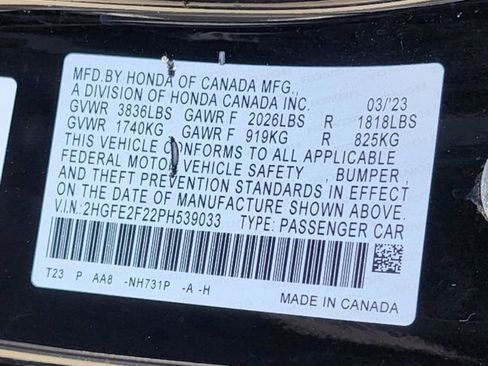 MFD.BY HONDA OF CANADA MFG.,
A DIVISION OF HONDA CANADA INC. 03/'23
GVWR 3836LBS GAWR F 2026LBS R 1818LBS
GVWR 1740KG GAWR F 919KG R 825KG
THIS VEHICLE CONFORMS TO ALL APPLICABLE
FEDERAL MOTOR VEHICLE SAFETY , BUMPER ,
AND THEFT PREVENTION STANDARDS IN EFFECT
ON THE DATE OF MANUFACTURE SHOWN ABOVE.
V.I.N.:2HGFE2F22PH539033 TYPE: PASSENGER CAR
T23 P AA8 -NH731P -A -H
MADE IN CANADA